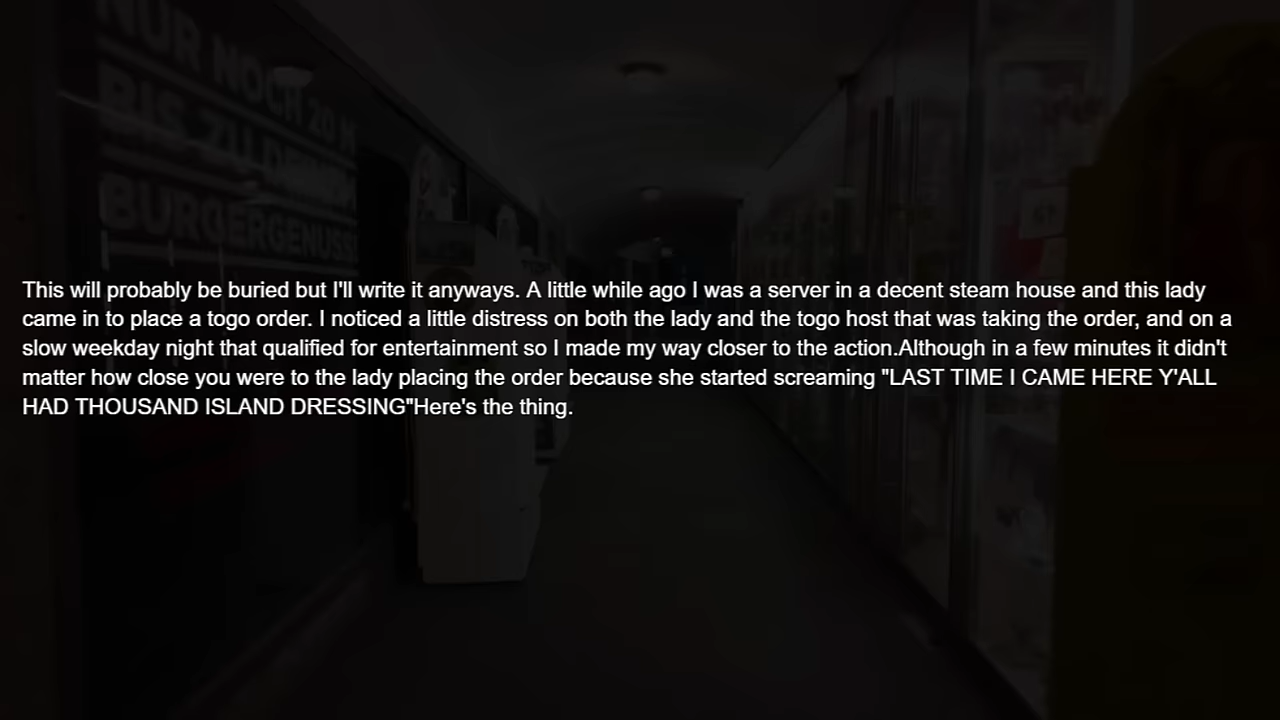 NUR NOCH 20 M
BIS ZU DEINEM
BURGERGENUSS!
This will probably be buried but I'll write it anyways. A little while ago I was a server in a decent steam house and this lady
came in to place a togo order. I noticed a little distress on both the lady and the togo host that was taking the order, and on a
slow weekday night that qualified for entertainment so I made my way closer to the action.Although in a few minutes it didn't
matter how close you were to the lady placing the order because she started screaming "LAST TIME I CAME HERE Y'ALL
HAD THOUSAND ISLAND DRESSING"Here's the thing.